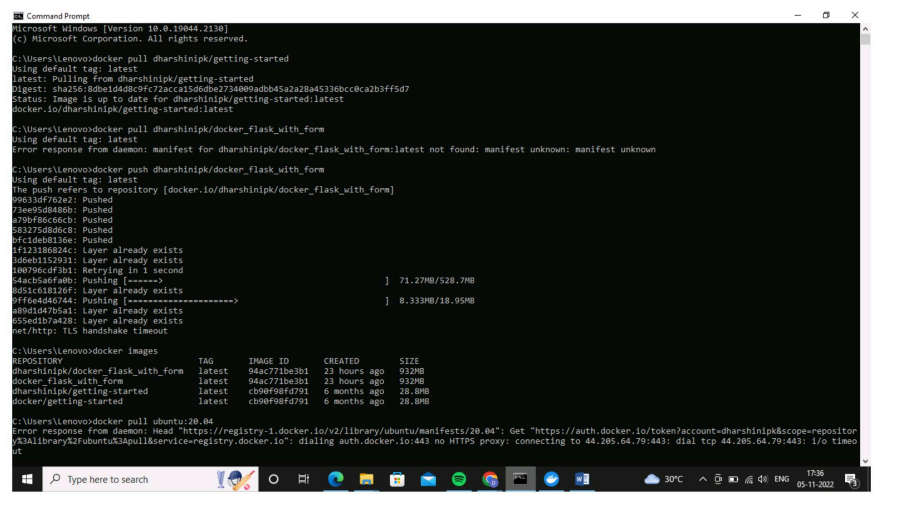 Command Prompt
Microsoft Windows [Version 10.0.19044.2130]
(c) Microsoft Corporation. All rights reserved.
C:\Users\Lenovo>docker pull dharshinipk/getting-started
Using default tag: latest
latest: Pulling from dharshinipk/getting-started
Digest: sha256:8dbe1d4d8c9fc72acca15d6dbe2734009adbb45a2a28a45336bcc0ca2b3ff5d7
Status: Image is up to date for dharshinipk/getting-started:latest
docker.io/dharshinipk/getting-started:latest
C:\Users\Lenovo>docker pull dharshinipk/docker_flask_with_form
Using default tag: latest
Error response from daemon: manifest for dharshinipk/docker_flask_with_form:latest not found: manifest unknown: manifest unknown
C:\Users\Lenovo>docker push dharshinipk/docker_flask_with_form
Using default tag: latest
The push refers to repository [docker.io/dharshinipk/docker_flask_with_form]
99633df762e2: Pushed
73ee95d8486b: Pushed
a79bf86c66cb: Pushed
583275d8d6c8: Pushed
bfc1deb8136e: Pushed
1f123186824c: Layer already exists
3d6eb1152931: Layer already exists
100796cdf3b1: Retrying in 1 second
54acb5a6fa0b: Pushing [======>                                            ]  71.27MB/528.7MB
8d51c618126f: Layer already exists
9ff6e4d46744: Pushing [=====================>                             ]  8.333MB/18.95MB
a89d1d47b5a1: Layer already exists
655ed1b7a428: Layer already exists
net/http: TLS handshake timeout
C:\Users\Lenovo>docker images
REPOSITORY TAG IMAGE ID CREATED SIZE
dharshinipk/docker_flask_with_form latest 94ac771be3b1 23 hours ago 932MB
docker_flask_with_form latest 94ac771be3b1 23 hours ago 932MB
dharshinipk/getting-started latest cb90f98fd791 6 months ago 28.8MB
docker/getting-started latest cb90f98fd791 6 months ago 28.8MB
C:\Users\Lenovo>docker pull ubuntu:20.04
Error response from daemon: Head "https://registry-1.docker.io/v2/library/ubuntu/manifests/20.04": Get "https://auth.docker.io/token?account=dharshinipk&scope=repositor
y%3Alibrary%2Fubuntu%3Apull&service=registry.docker.io": dialing auth.docker.io:443 no HTTPS proxy: connecting to 44.205.64.79:443: dial tcp 44.205.64.79:443: i/o timeo
ut
Type here to search
30°C
ENG
17:36
05-11-2022
3